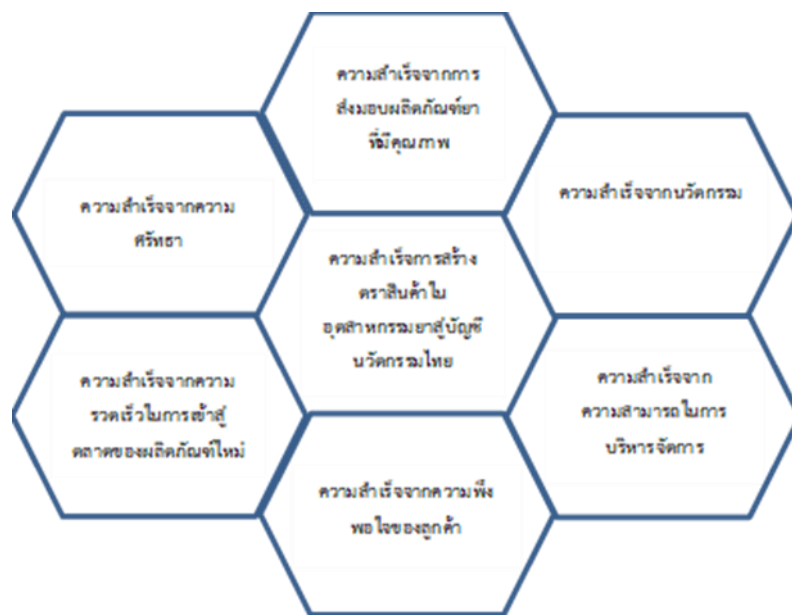 ความสำเร็จจากการ
ส่งมอบผลิตภัณฑ์ยา
ที่มีคุณภาพ
ความสำเร็จจากความ
ศรัทธา
ความสำเร็จจากนวัตกรรม
ความสำเร็จการสร้าง
ตราสินค้าใน
อุตสาหกรรมยาสู่บัญชี
นวัตกรรมไทย
ความสำเร็จจากความ
รวดเร็วในการเข้าสู่
ตลาดของผลิตภัณฑ์ใหม่
ความสำเร็จจาก
ความสามารถในการ
บริหารจัดการ
ความสำเร็จจากความพึง
พอใจของลูกค้า